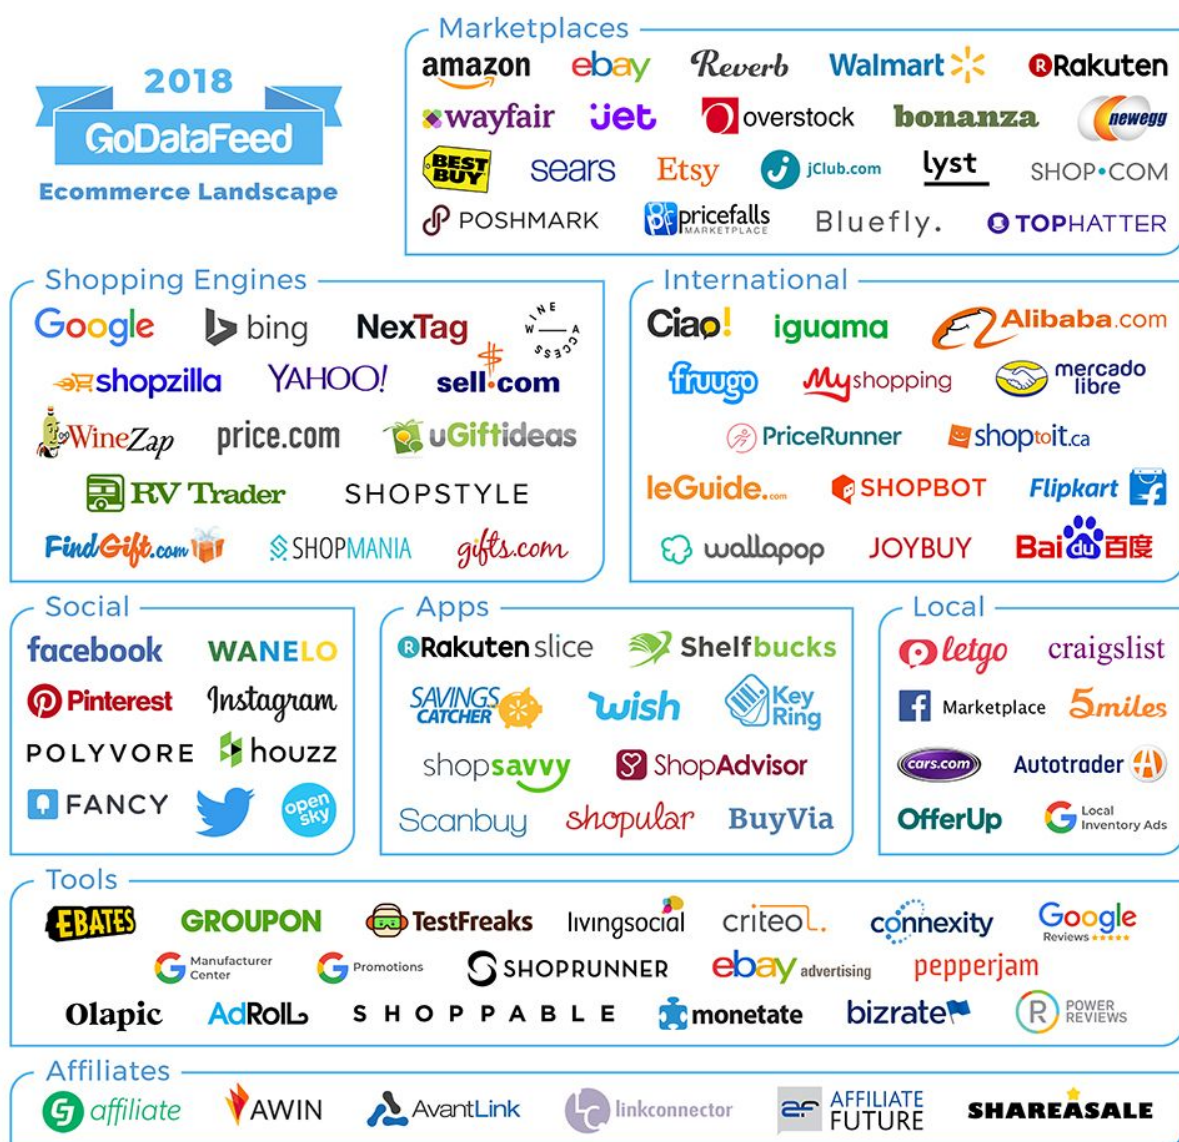 2018
GoDataFeed
Ecommerce Landscape
Marketplaces
amazon ebay Reverb Walmart Rakuten
wayfair jet overstock bonanza newegg
BEST BUY sears Etsy jClub.com lyst SHOP•COM
POSHMARK pricefalls MARKETPLACE Bluefly. TOPHATTER
Shopping Engines
Google bing NexTag WINE ACCESS
shopzilla YAHOO! sell.com
WineZap price.com uGiftideas
RV Trader SHOPSTYLE
FindGift.com SHOPMANIA gifts.com
International
Ciao! iguama Alibaba.com
fruugo Myshopping mercado libre
PriceRunner shoptoit.ca
leGuide.com SHOPBOT Flipkart
wallapop JOYBUY Bai du 百度
Social
facebook WANELO
Pinterest Instagram
POLYVORE houzz
FANCY open sky
Apps
Rakuten slice Shelfbucks
SAVINGS CATCHER wish Key Ring
shopsavvy ShopAdvisor
Scanbuy shopular BuyVia
Local
letgo craigslist
Marketplace 5miles
cars.com Autotrader
OfferUp Local Inventory Ads
Tools
EBATES GROUPON TestFreaks livingsocial criteol. connexity Google Reviews
Manufacturer Center Promotions SHOPRUNNER ebay advertising pepperjam
Olapic AdRoll SHOPPABLE monetate bizrate R POWER REVIEWS
Affiliates
cj affiliate AWIN AvantLink LC linkconnector aF AFFILIATE FUTURE SHAREASALE